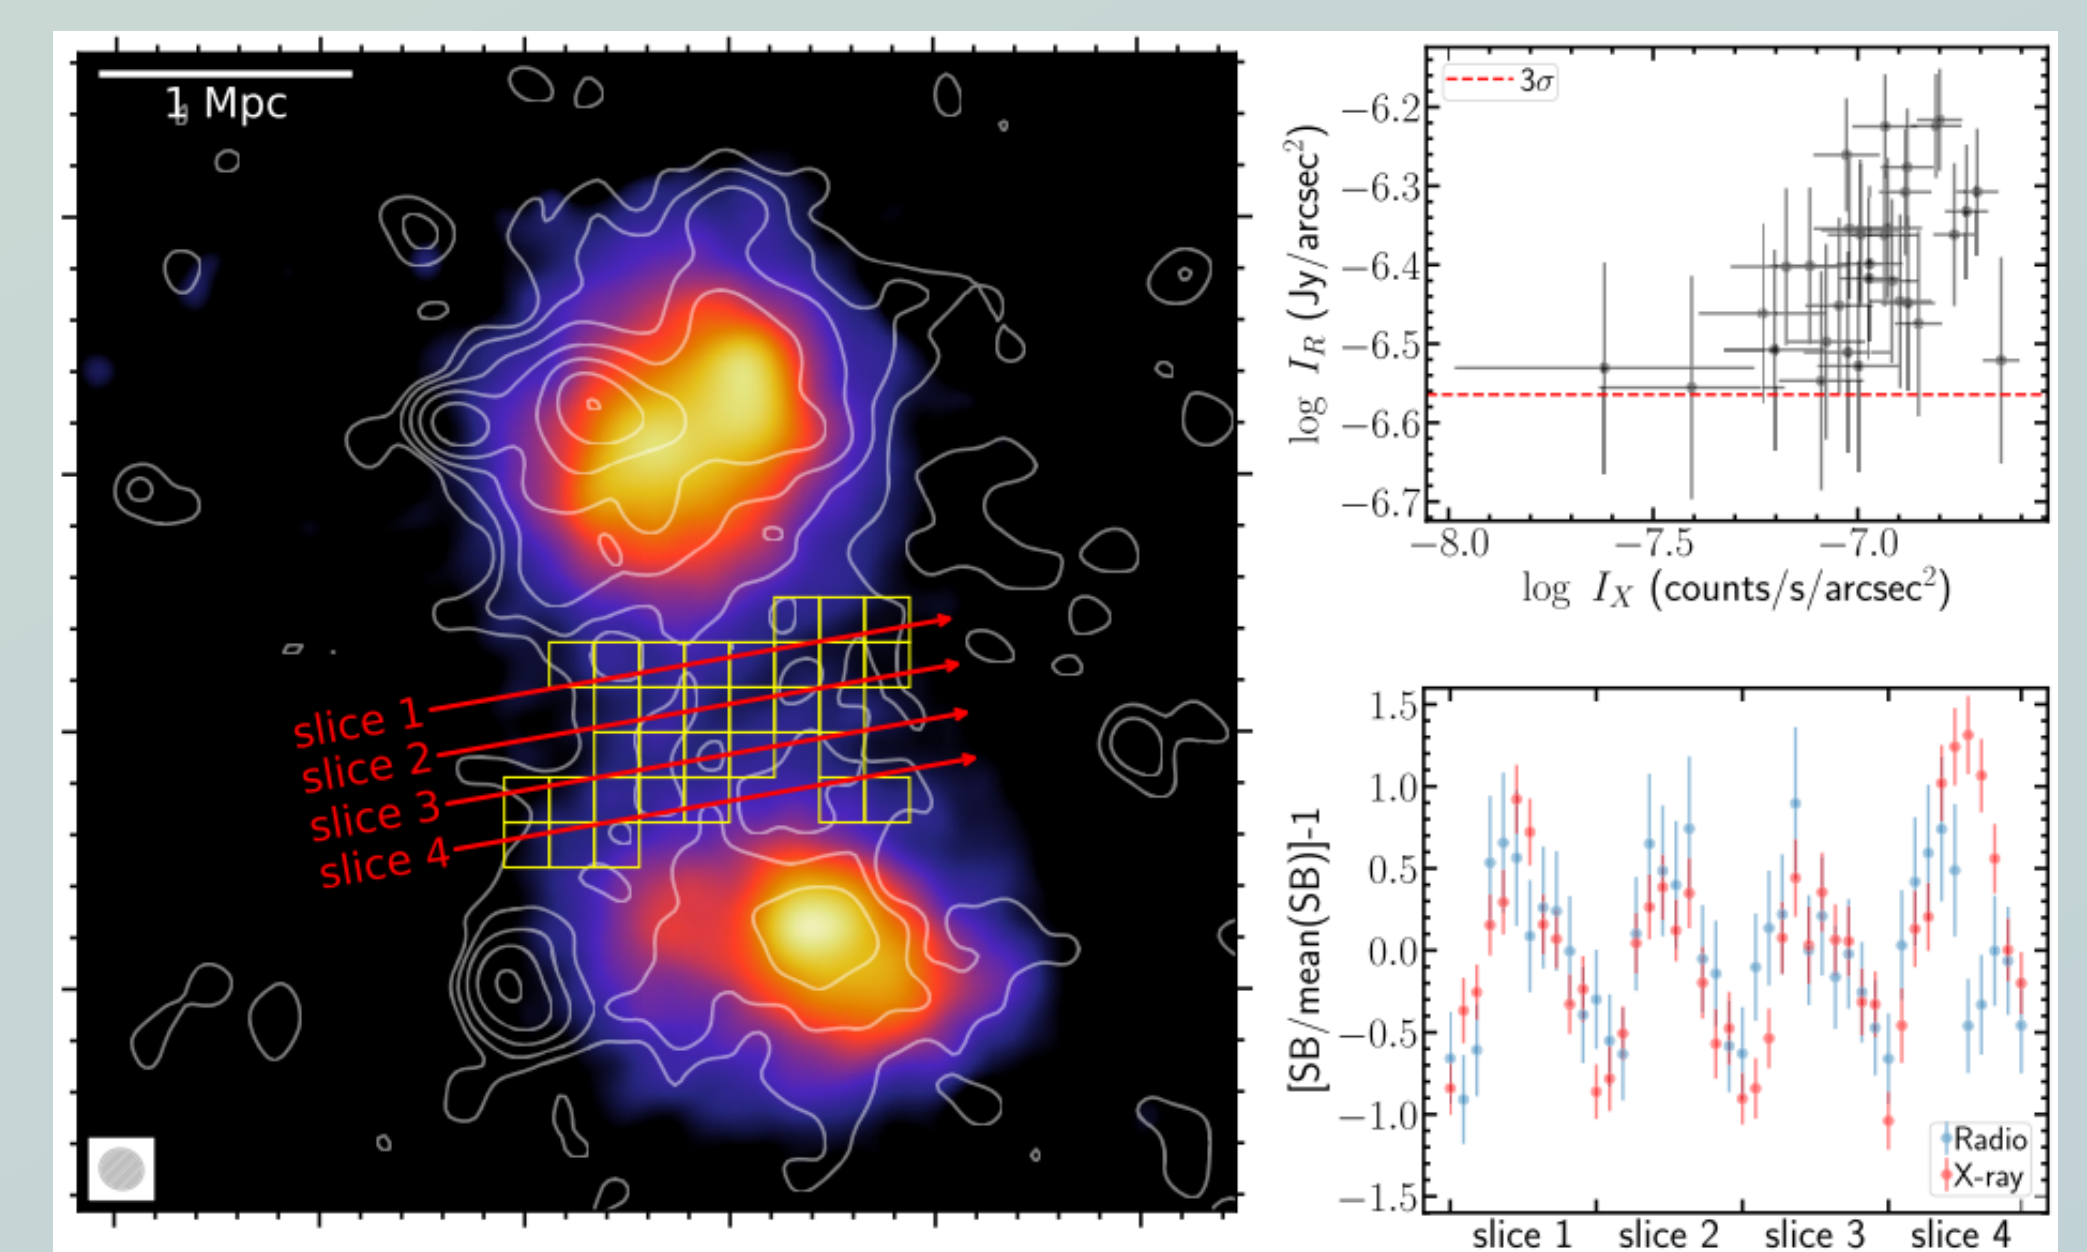 1 Mpc
slice 1
slice 2
slice 3
slice 4
3σ
log I_R (Jy/arcsec²)
−6.2
−6.3
−6.4
−6.5
−6.6
−6.7
−8.0 −7.5 −7.0
log I_X (counts/s/arcsec²)
[SB/mean(SB)]-1
1.5
1.0
0.5
0.0
−0.5
−1.0
−1.5
Radio
X-ray
slice 1 slice 2 slice 3 slice 4